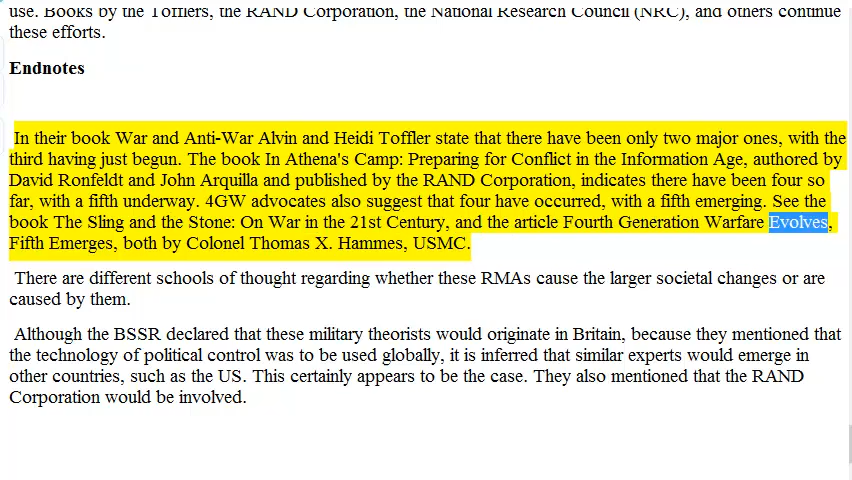 use. Books by the Tofflers, the RAND Corporation, the National Research Council (NRC), and others continue
these efforts.
Endnotes
In their book War and Anti-War Alvin and Heidi Toffler state that there have been only two major ones, with the
third having just begun. The book In Athena's Camp: Preparing for Conflict in the Information Age, authored by
David Ronfeldt and John Arquilla and published by the RAND Corporation, indicates there have been four so
far, with a fifth underway. 4GW advocates also suggest that four have occurred, with a fifth emerging. See the
book The Sling and the Stone: On War in the 21st Century, and the article Fourth Generation Warfare Evolves,
Fifth Emerges, both by Colonel Thomas X. Hammes, USMC.
There are different schools of thought regarding whether these RMAs cause the larger societal changes or are
caused by them.
Although the BSSR declared that these military theorists would originate in Britain, because they mentioned that
the technology of political control was to be used globally, it is inferred that similar experts would emerge in
other countries, such as the US. This certainly appears to be the case. They also mentioned that the RAND
Corporation would be involved.